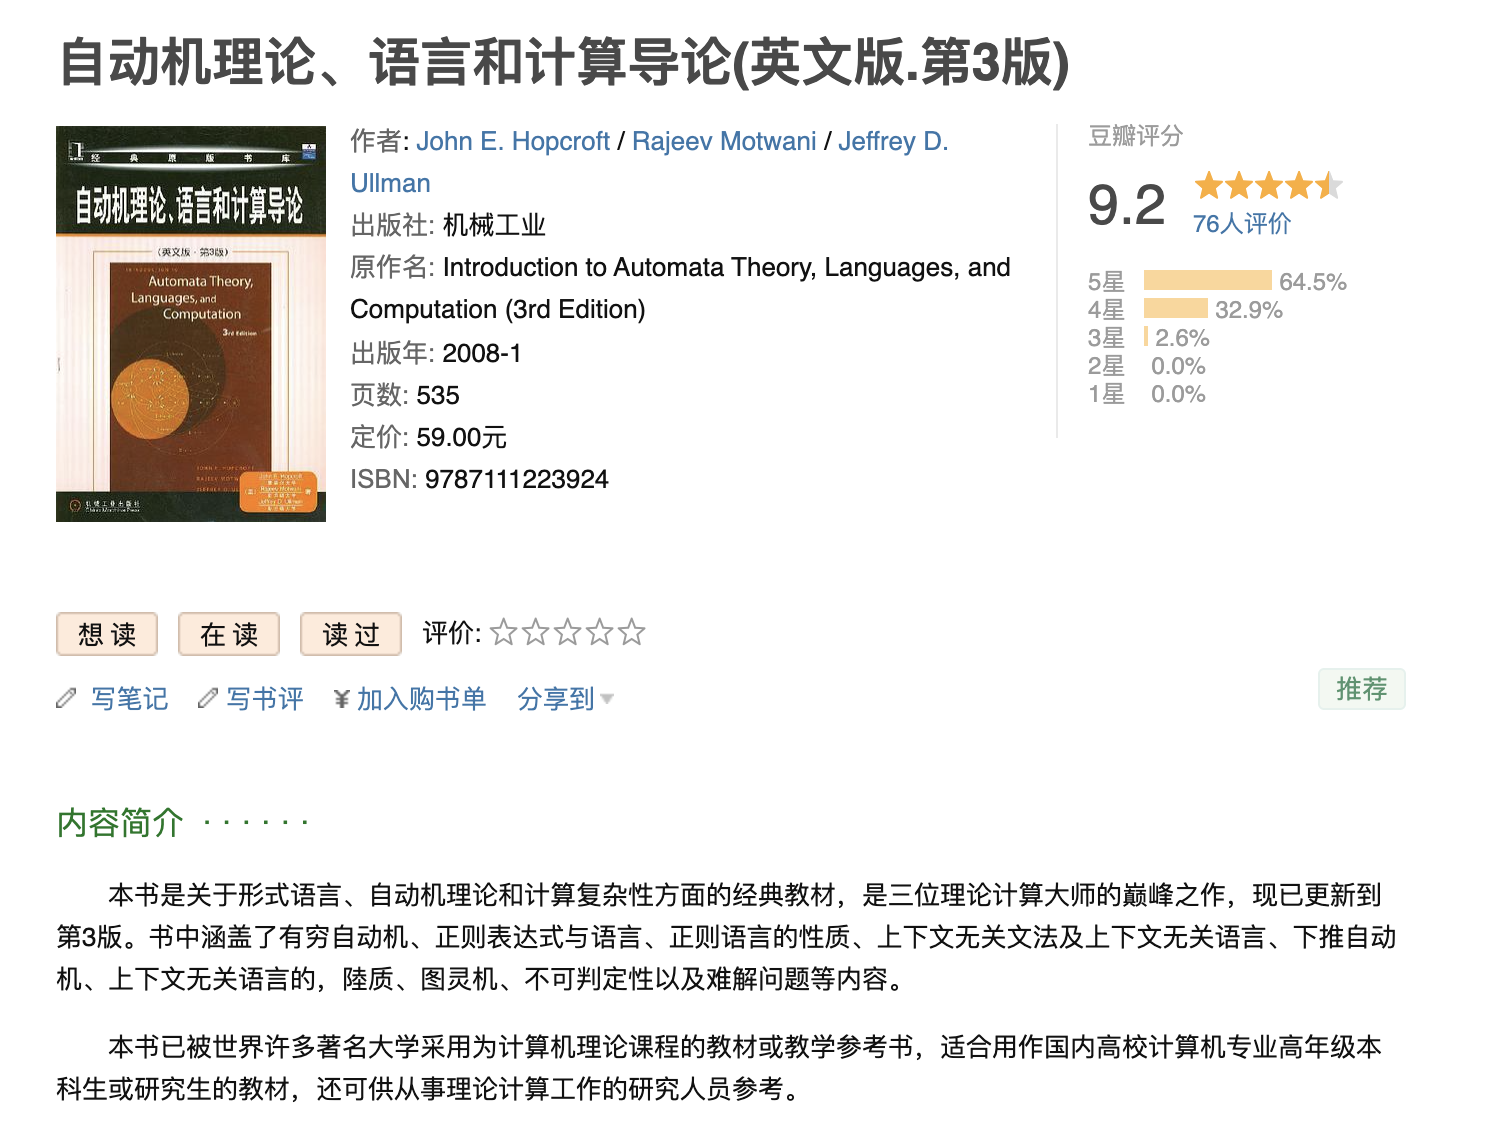 自动机理论、语言和计算导论(英文版.第3版)
经典原版书库
自动机理论、语言和计算导论
(英文版·第3版)
Automata Theory,
Languages, and
Computation
3rd Edition
机械工业出版社
China Machine Press
作者: John E. Hopcroft / Rajeev Motwani / Jeffrey D.
Ullman
出版社: 机械工业
原作名: Introduction to Automata Theory, Languages, and
Computation (3rd Edition)
出版年: 2008-1
页数: 535
定价: 59.00元
ISBN: 9787111223924
豆瓣评分
9.2
76人评价
5星 64.5%
4星 32.9%
3星 2.6%
2星 0.0%
1星 0.0%
想读 在读 读过 评价:
写笔记 写书评 ¥加入购书单 分享到
推荐
内容简介 · · · · · ·
本书是关于形式语言、自动机理论和计算复杂性方面的经典教材，是三位理论计算大师的巅峰之作，现已更新到
第3版。书中涵盖了有穷自动机、正则表达式与语言、正则语言的性质、上下文无关文法及上下文无关语言、下推自动
机、上下文无关语言的，陸质、图灵机、不可判定性以及难解问题等内容。
本书已被世界许多著名大学采用为计算机理论课程的教材或教学参考书，适合用作国内高校计算机专业高年级本
科生或研究生的教材，还可供从事理论计算工作的研究人员参考。